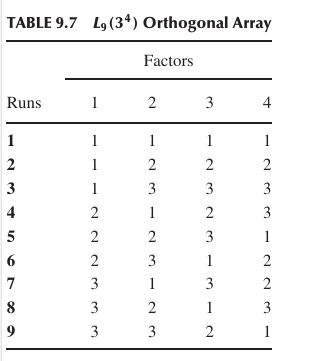 TABLE 9.7 L9(3^4) Orthogonal Array
Factors
Runs 1 2 3 4
1 1 1 1 1
2 1 2 2 2
3 1 3 3 3
4 2 1 2 3
5 2 2 3 1
6 2 3 1 2
7 3 1 3 2
8 3 2 1 3
9 3 3 2 1